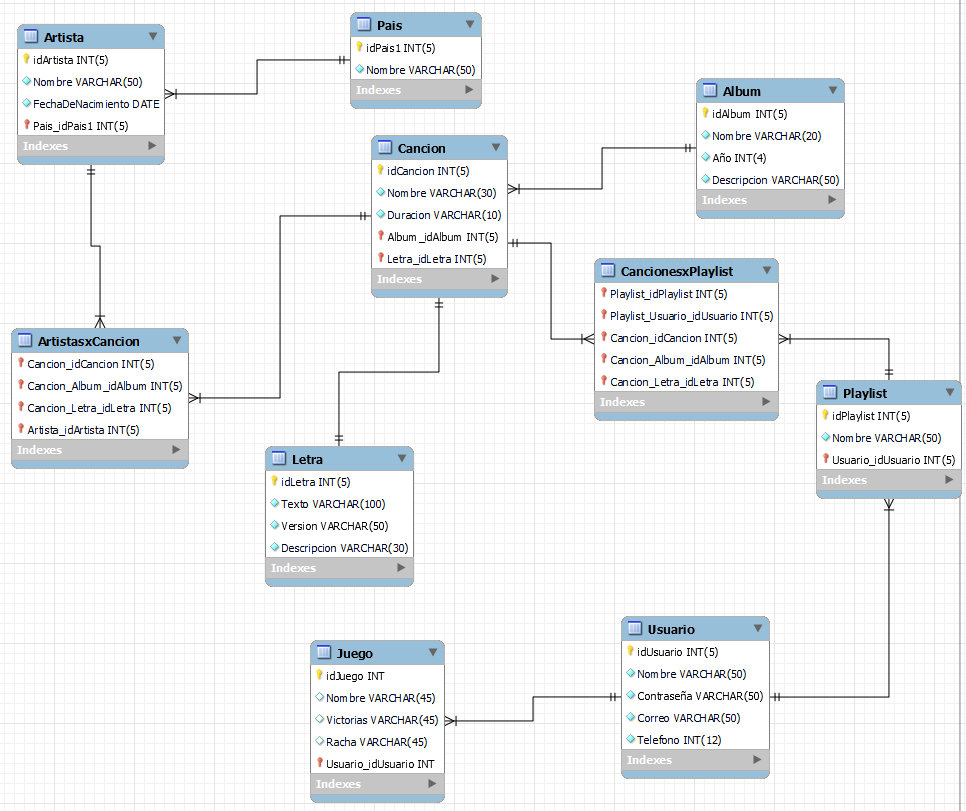 Artista
idArtista INT(5)
Nombre VARCHAR(50)
FechaDeNacimiento DATE
Pais_idPais1 INT(5)
Indexes
Pais
idPais1 INT(5)
Nombre VARCHAR(50)
Indexes
Album
idAlbum INT(5)
Nombre VARCHAR(20)
Año INT(4)
Descripcion VARCHAR(50)
Indexes
Cancion
idCancion INT(5)
Nombre VARCHAR(30)
Duracion VARCHAR(10)
Album_idAlbum INT(5)
Letra_idLetra INT(5)
Indexes
CancionesxPlaylist
Playlist_idPlaylist INT(5)
Playlist_Usuario_idUsuario INT(5)
Cancion_idCancion INT(5)
Cancion_Album_idAlbum INT(5)
Cancion_Letra_idLetra INT(5)
Indexes
ArtistasxCancion
Cancion_idCancion INT(5)
Cancion_Album_idAlbum INT(5)
Cancion_Letra_idLetra INT(5)
Artista_idArtista INT(5)
Indexes
Playlist
idPlaylist INT(5)
Nombre VARCHAR(50)
Usuario_idUsuario INT(5)
Indexes
Letra
idLetra INT(5)
Texto VARCHAR(100)
Version VARCHAR(50)
Descripcion VARCHAR(30)
Indexes
Usuario
idUsuario INT(5)
Nombre VARCHAR(50)
Contraseña VARCHAR(50)
Correo VARCHAR(50)
Telefono INT(12)
Indexes
Juego
idJuego INT
Nombre VARCHAR(45)
Victorias VARCHAR(45)
Racha VARCHAR(45)
Usuario_idUsuario INT
Indexes